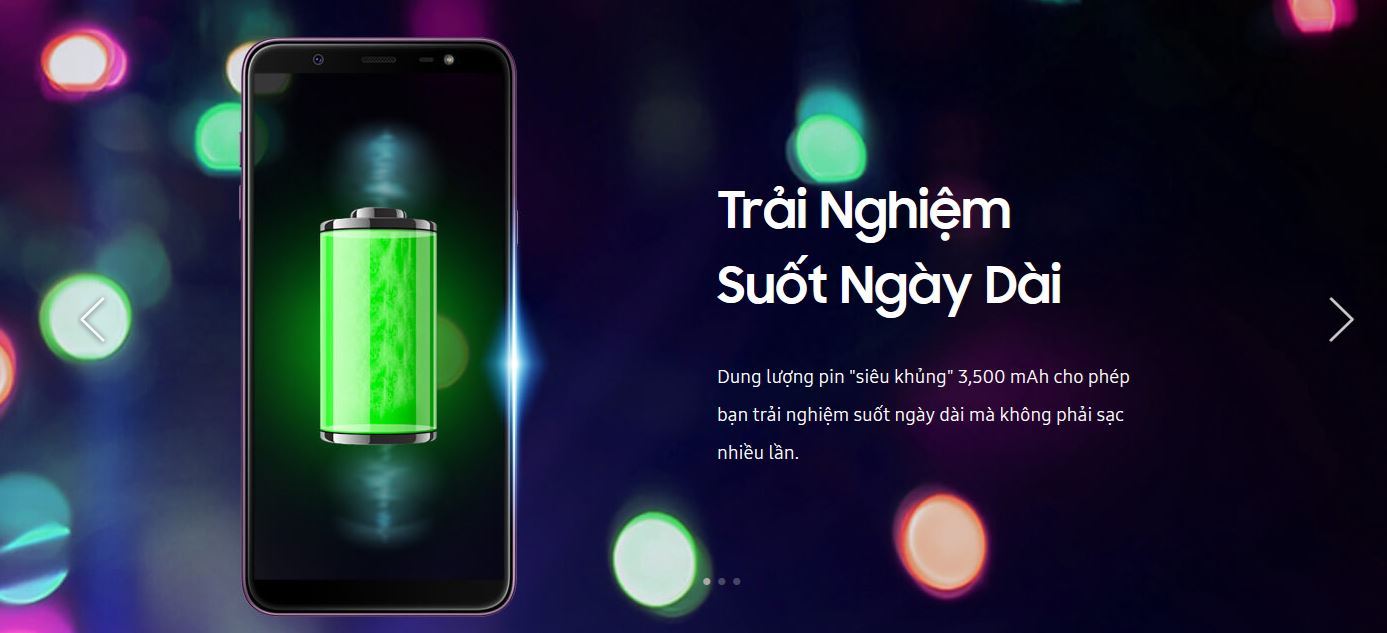 Trải Nghiệm
Suốt Ngày Dài
Dung lượng pin "siêu khủng" 3,500 mAh cho phép
bạn trải nghiệm suốt ngày dài mà không phải sạc
nhiều lần.